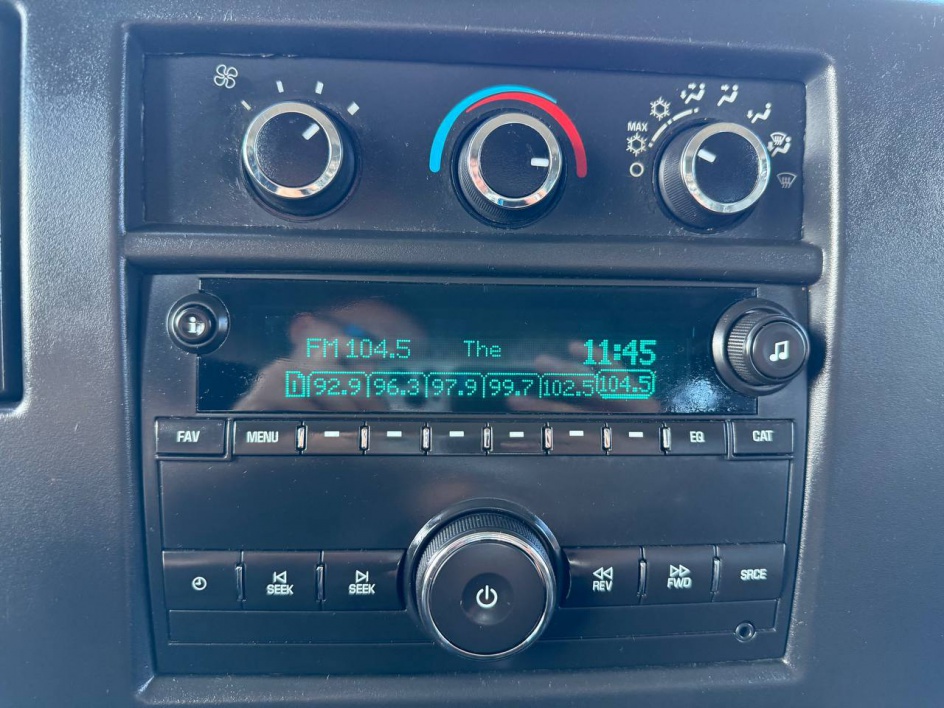 MAX
FM 104.5 The 11:45
1 92.9 96.3 97.9 99.7 102.5 104.5
FAV MENU EQ CAT
SEEK SEEK REV FWD SRCE